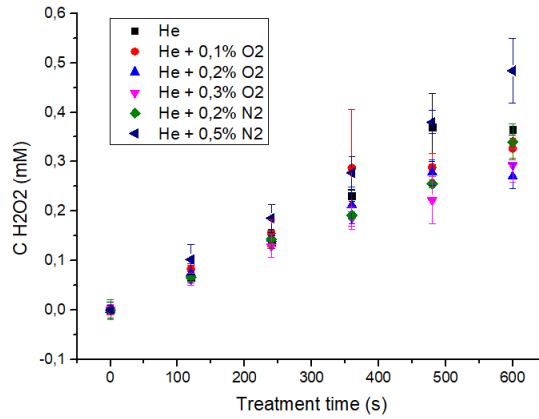 He
He + 0,1% O2
He + 0,2% O2
He + 0,3% O2
He + 0,2% N2
He + 0,5% N2
0,6
0,5
0,4
0,3
0,2
0,1
0,0
-0,1
C H2O2 (mM)
0 100 200 300 400 500 600
Treatment time (s)